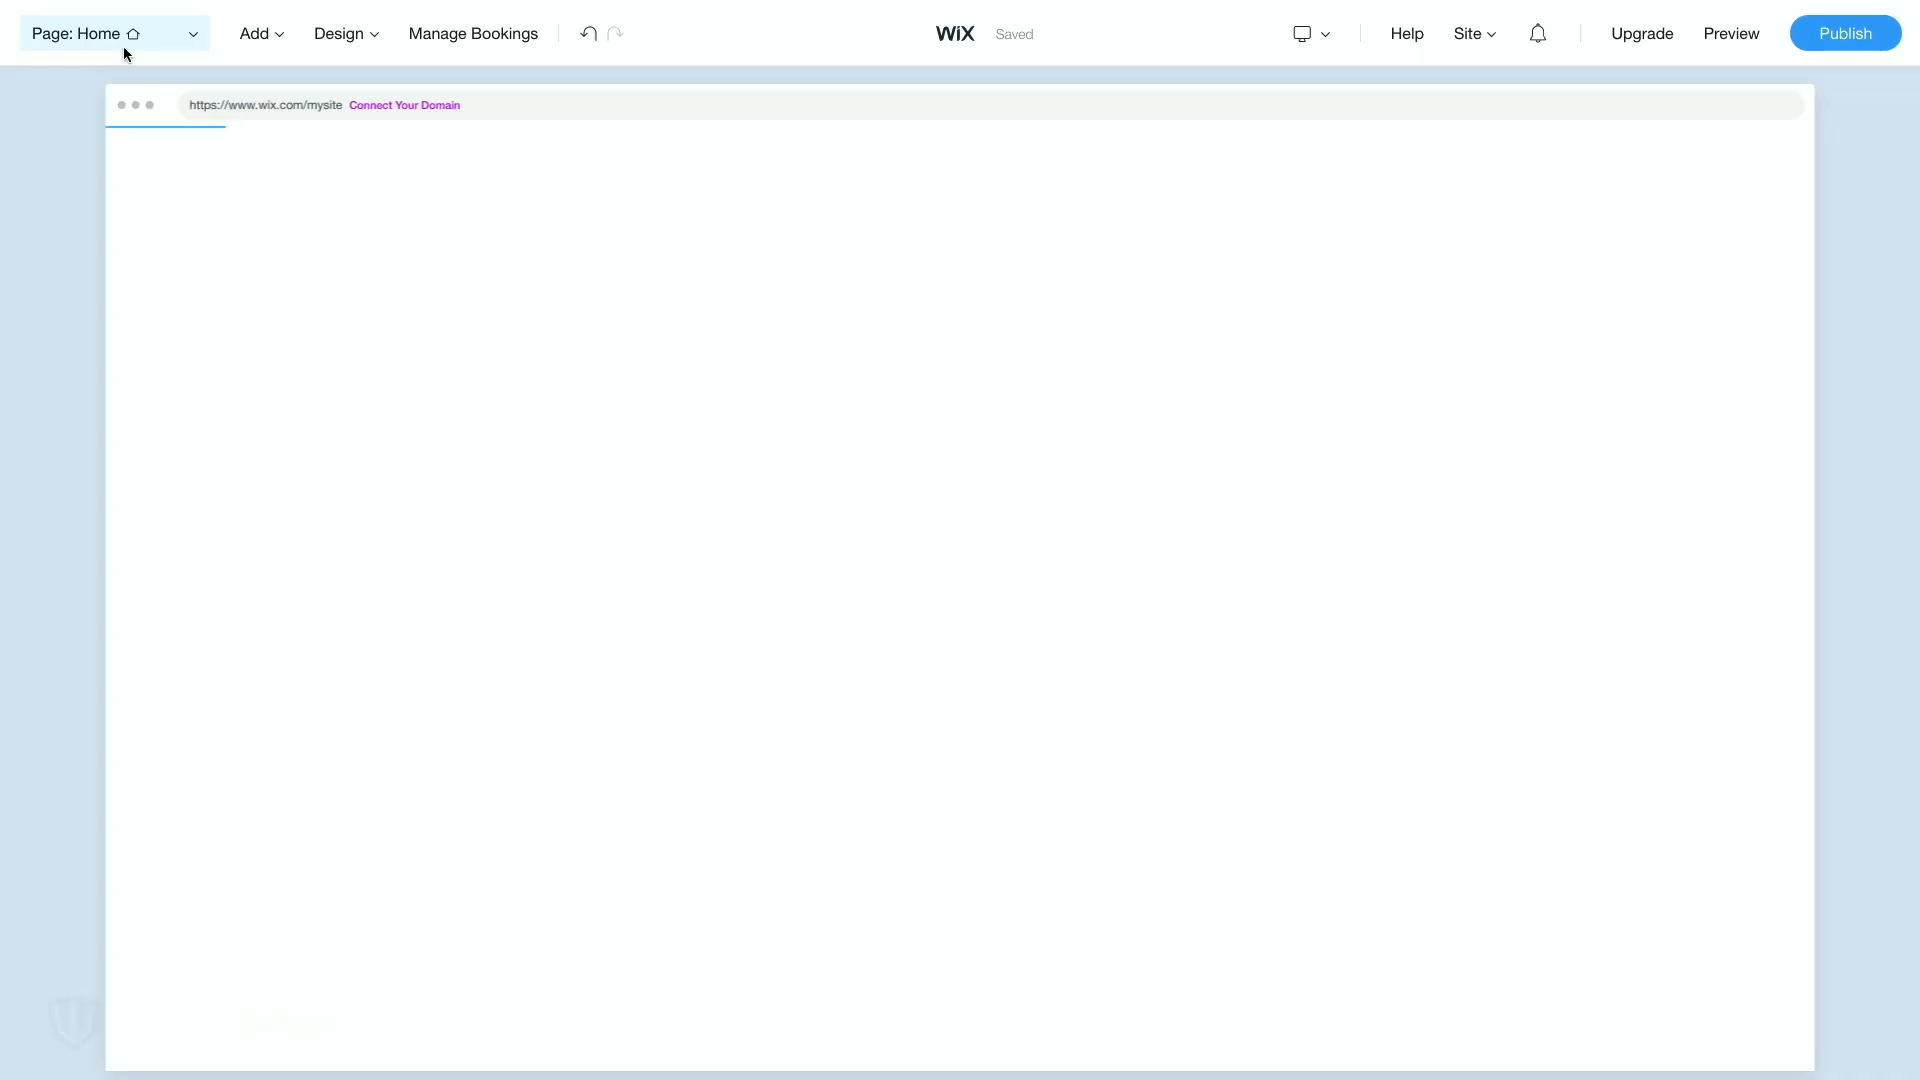 Page: Home Add Design Manage Bookings WiX Saved Help Site Upgrade Preview Publish
https://www.wix.com/mysite Connect Your Domain